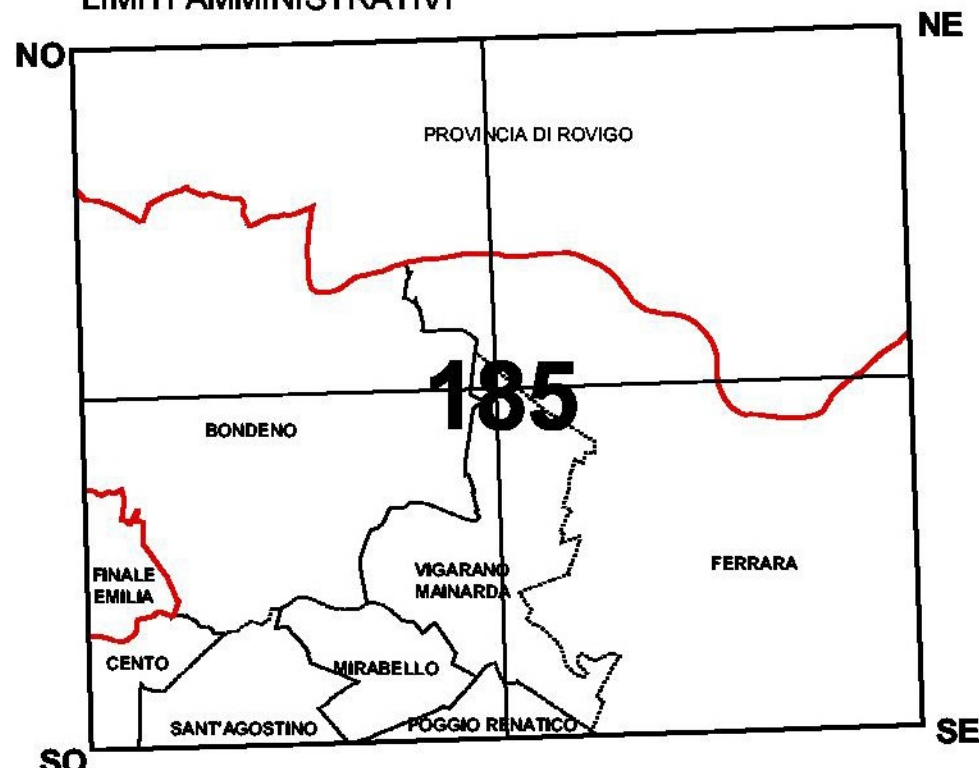 LIMITI AMMINISTRATIVI
NO
NE
PROVINCIA DI ROVIGO
185
BONDENO
FINALE
EMILIA
VIGARANO
MAINARDA
FERRARA
CENTO
MIRABELLO
SANT'AGOSTINO
POGGIO RENATICO
SO
SE